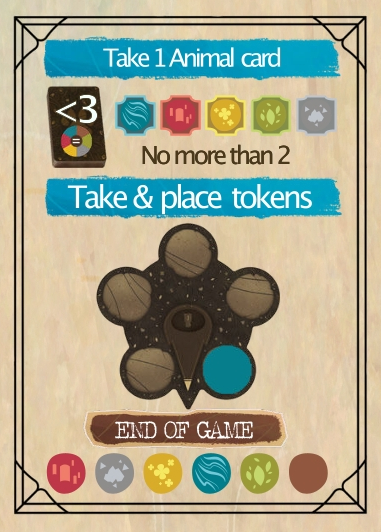 Take 1 Animal card
<3
=
No more than 2
Take & place tokens
END OF GAME